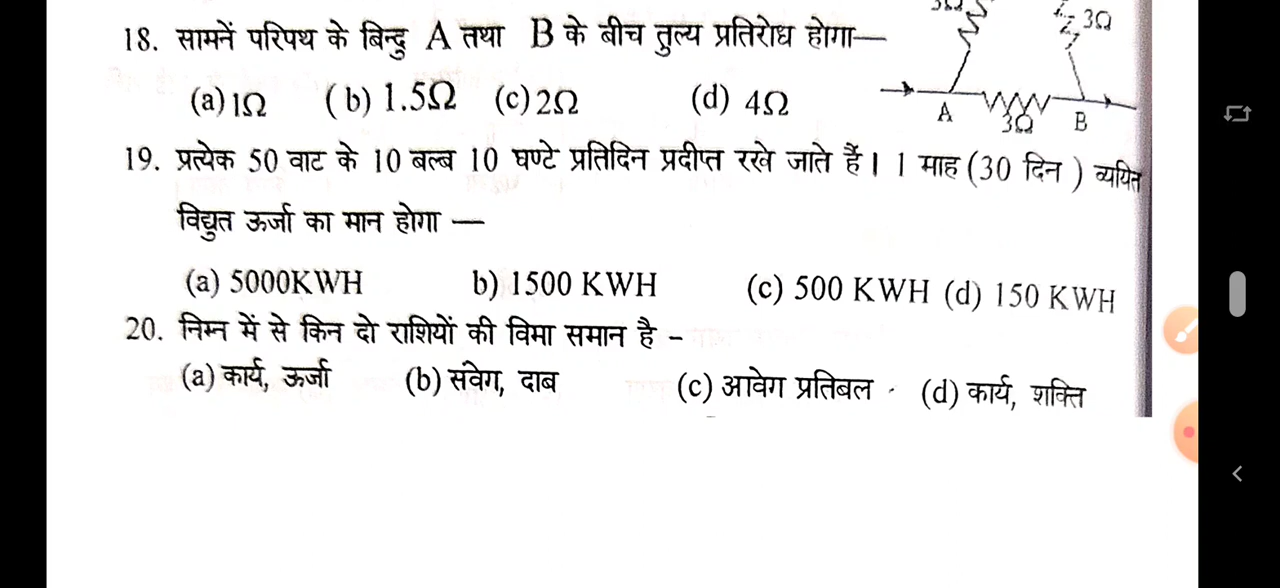 3Ω
3Ω
18. सामनें परिपथ के बिन्दु A तथा B के बीच तुल्य प्रतिरोध होगा—
(a) 1Ω (b) 1.5Ω (c) 2Ω (d) 4Ω
A 3Ω B
19. प्रत्येक 50 वाट के 10 बल्ब 10 घण्टे प्रतिदिन प्रदीप्त रखे जाते हैं। 1 माह (30 दिन ) व्ययित
विद्युत ऊर्जा का मान होगा —
(a) 5000KWH b) 1500 KWH (c) 500 KWH (d) 150 KWH
20. निम्न में से किन दो राशियों की विमा समान है -
(a) कार्य, ऊर्जा (b) संवेग, दाब (c) आवेग प्रतिबल (d) कार्य, शक्ति